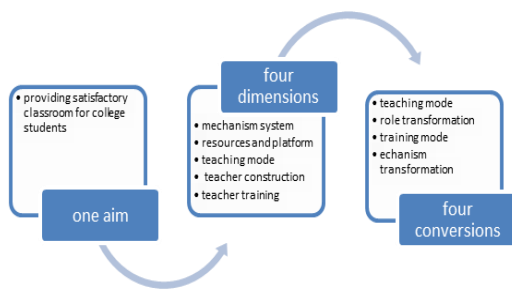 • providing satisfactory
classroom for college
students
one aim
four
dimensions
• mechanism system
• resources and platform
• teaching mode
• teacher construction
• teacher training
• teaching mode
• role transformation
• training mode
• echanism
transformation
four
conversions